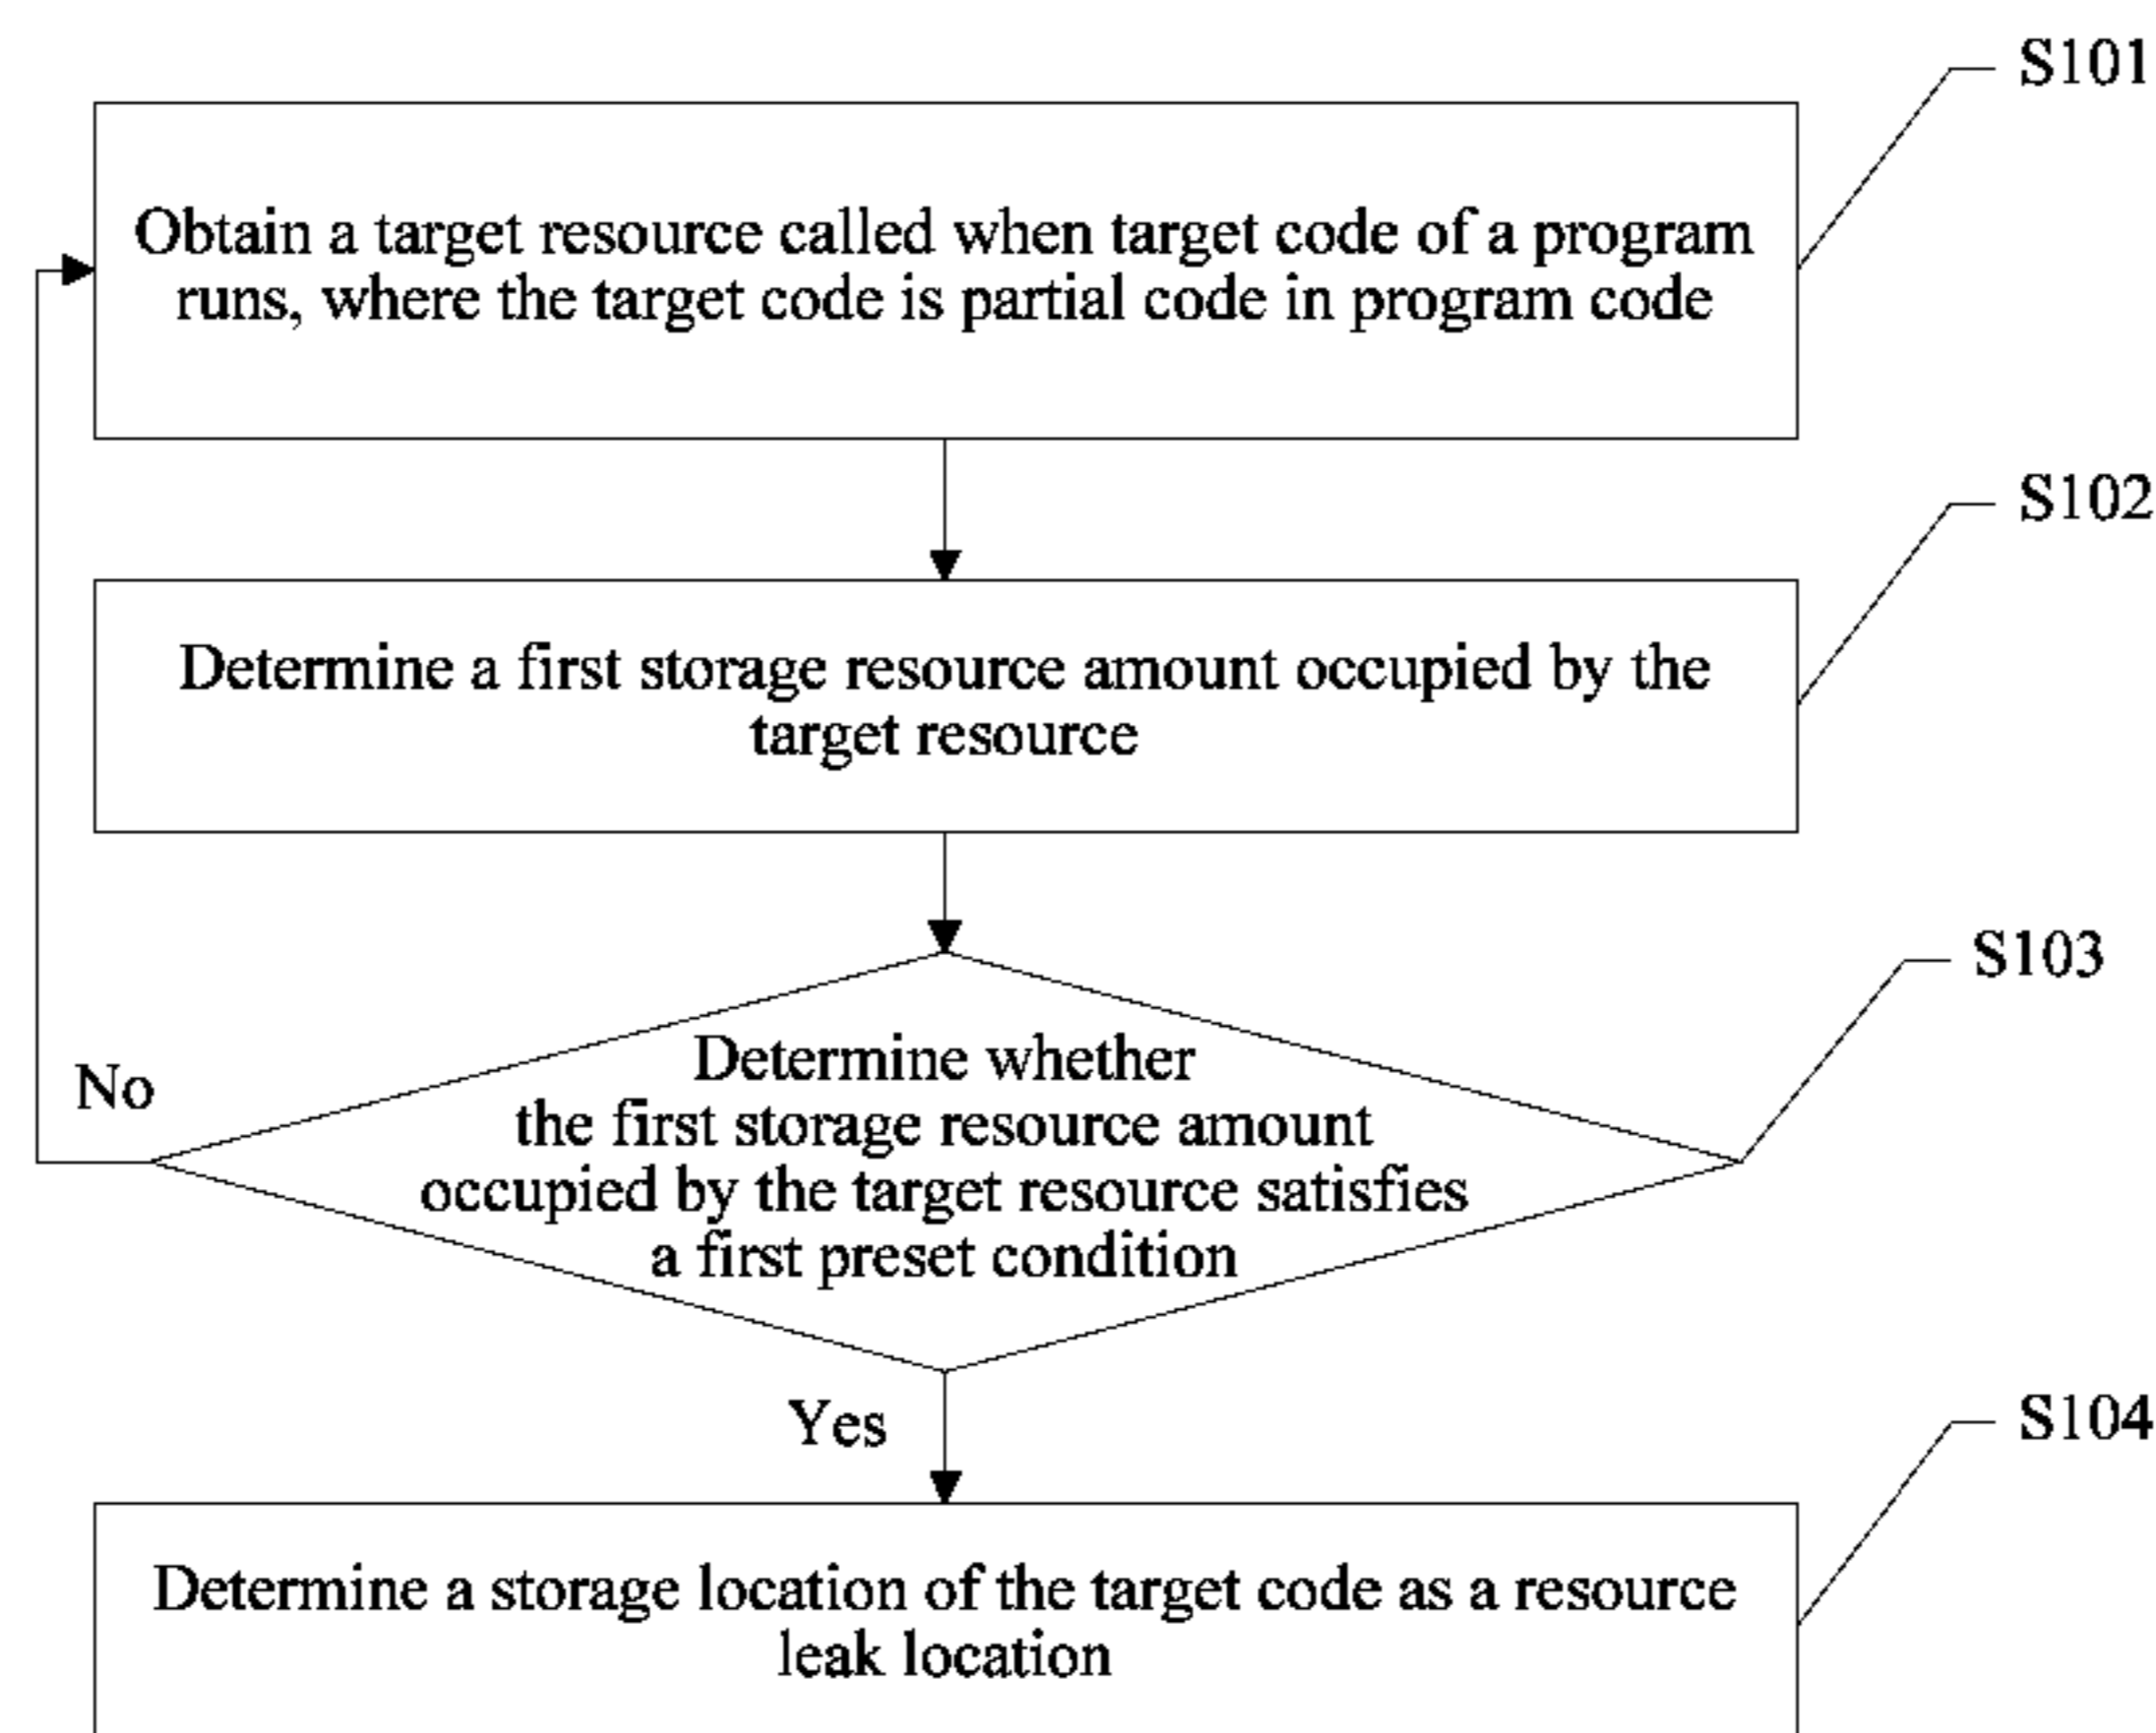 S101
Obtain a target resource called when target code of a program
runs, where the target code is partial code in program code
S102
Determine a first storage resource amount occupied by the
target resource
S103
Determine whether
the first storage resource amount
occupied by the target resource satisfies
a first preset condition
No
Yes
S104
Determine a storage location of the target code as a resource
leak location